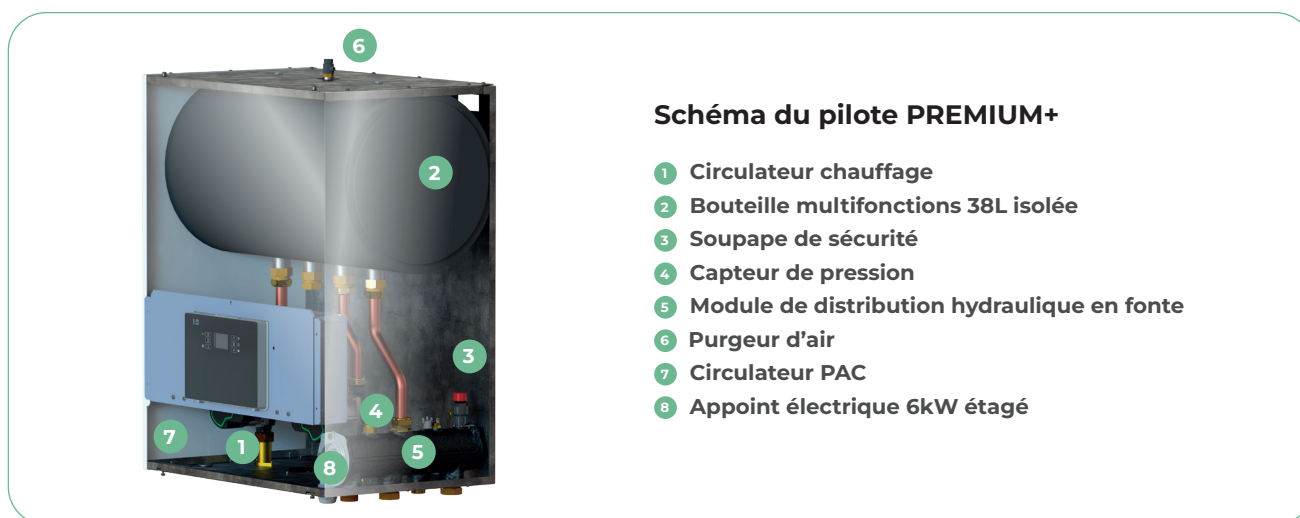 6
2
3
4
5
7
1
8
Schéma du pilote PREMIUM+
1 Circulateur chauffage
2 Bouteille multifonctions 38L isolée
3 Soupape de sécurité
4 Capteur de pression
5 Module de distribution hydraulique en fonte
6 Purgeur d’air
7 Circulateur PAC
8 Appoint électrique 6kW étagé